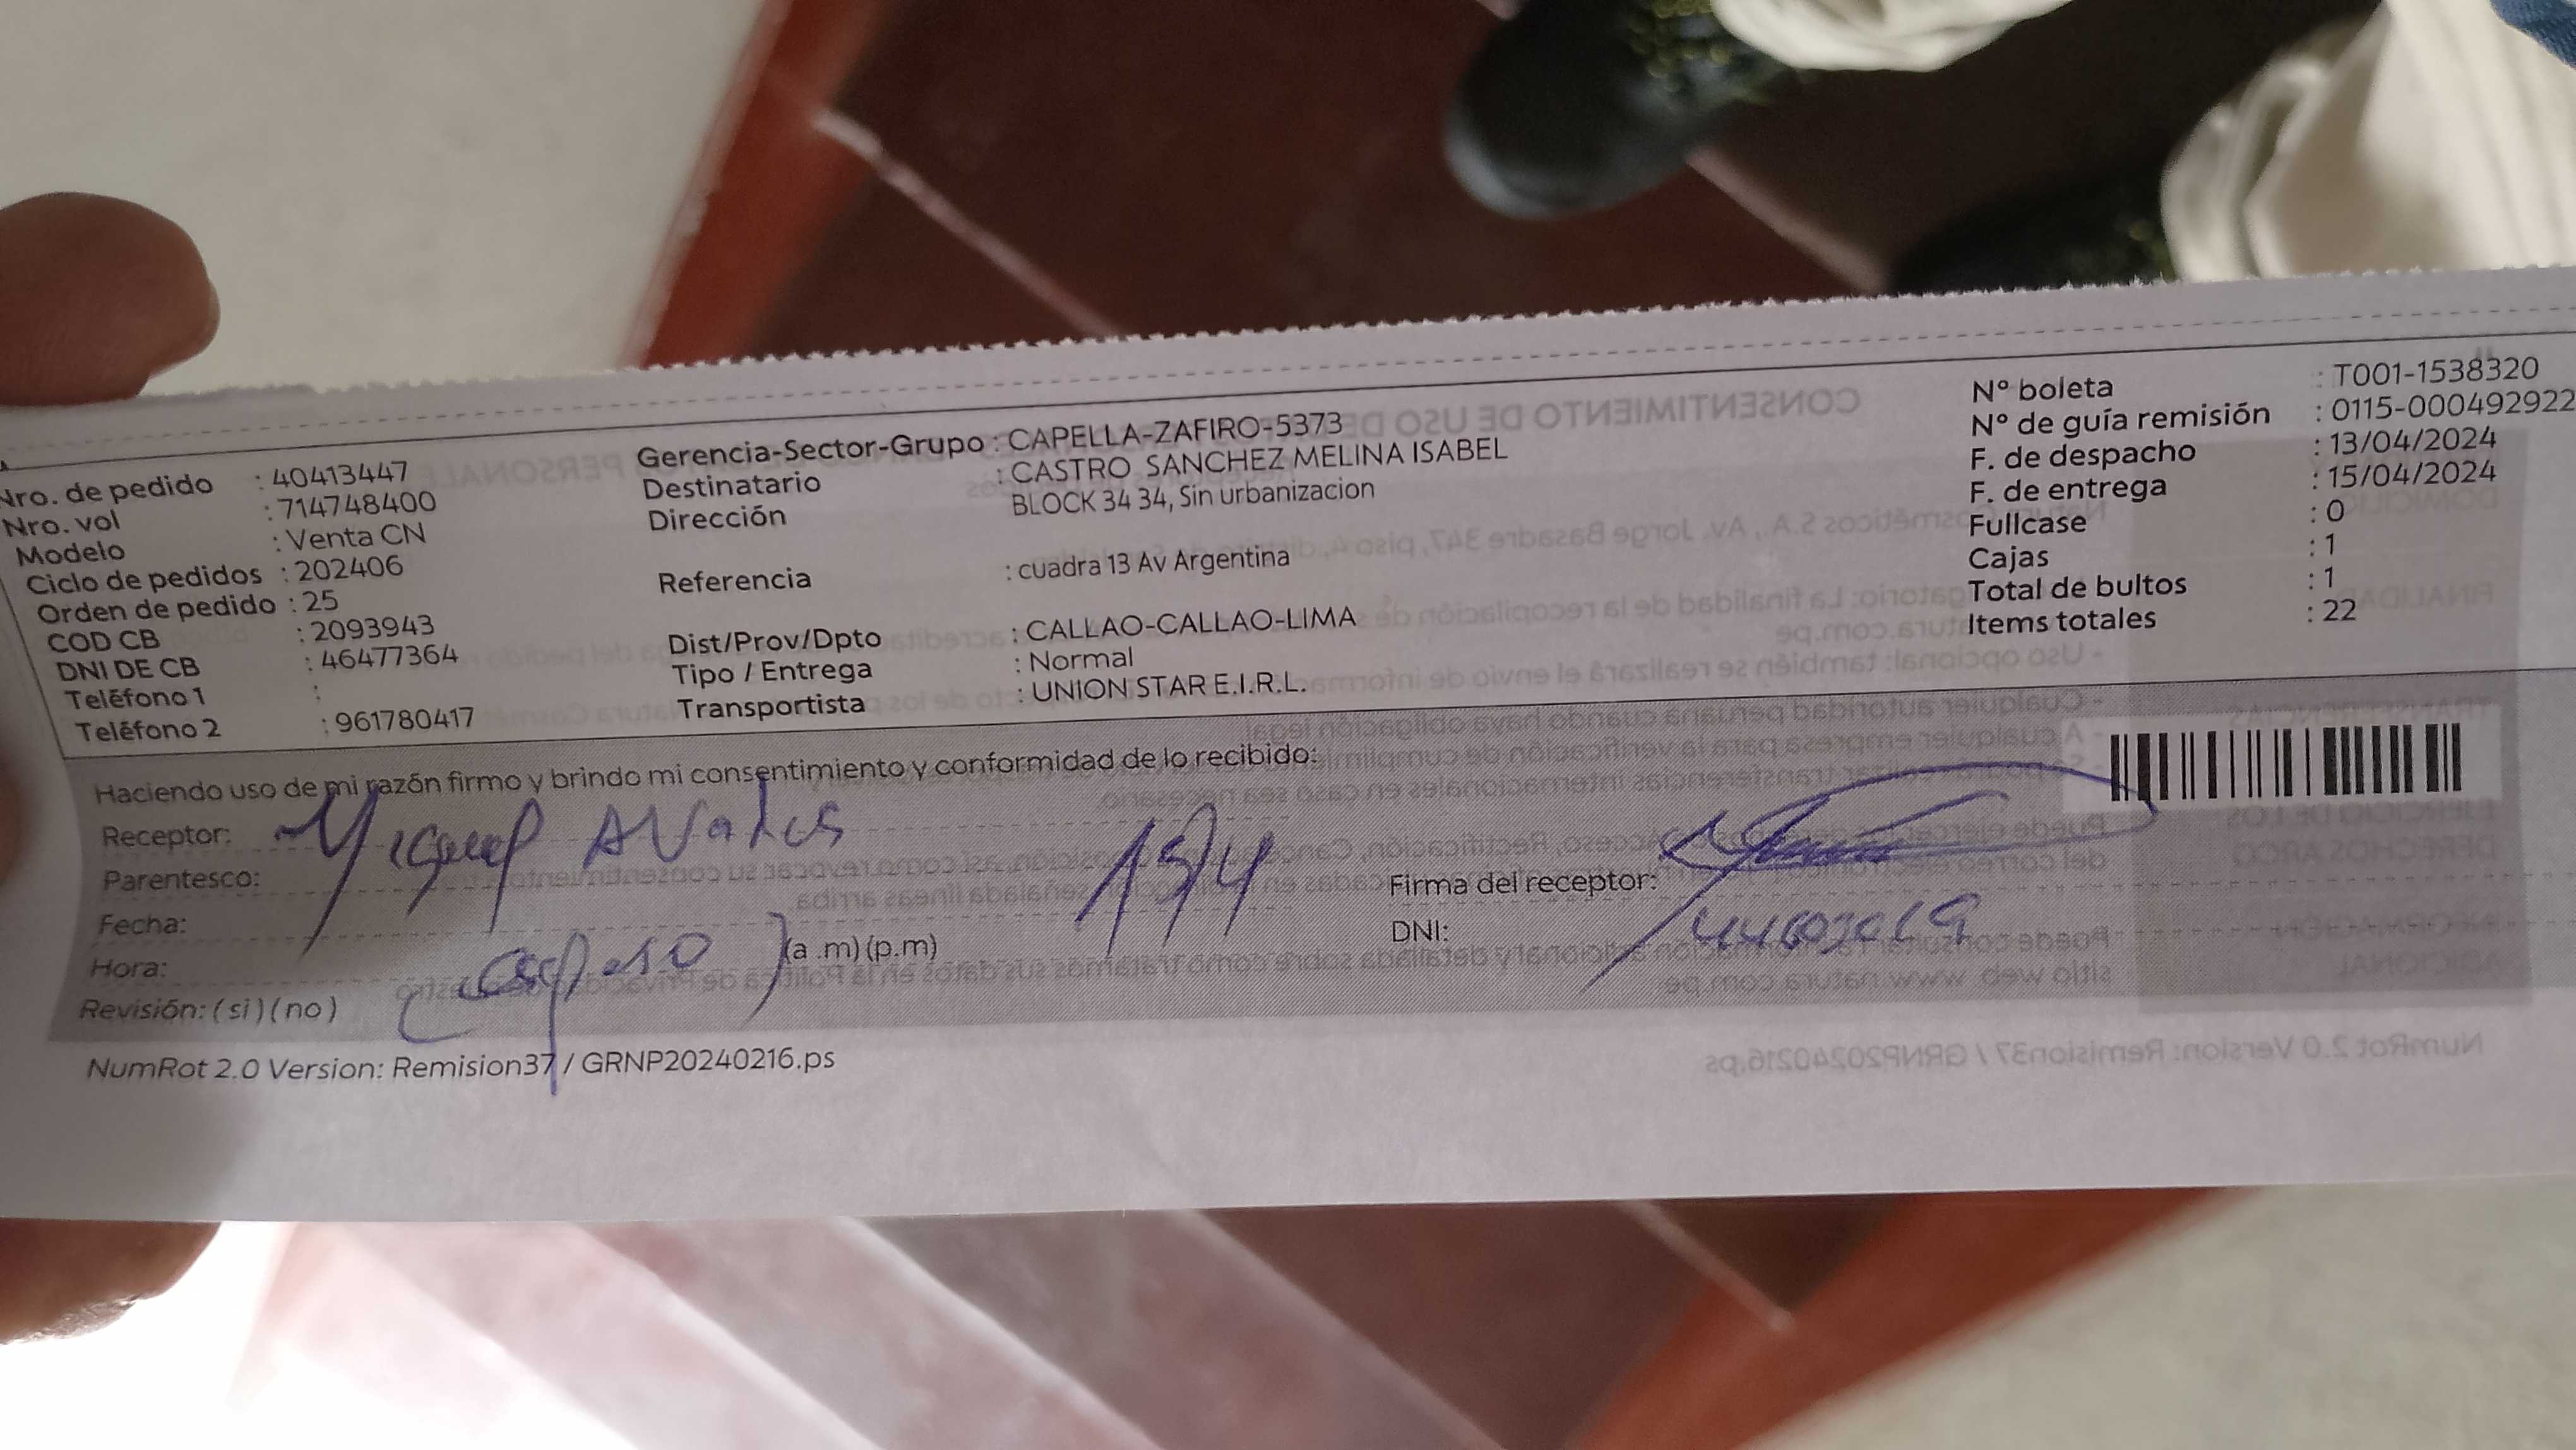 Nro. de pedido : 40413447
Nro. vol : 714748400
Modelo : Venta CN
Ciclo de pedidos : 202406
Orden de pedido : 25
COD CB : 2093943
DNI DE CB : 46477364
Teléfono 1 :
Teléfono 2 : 961780417
Gerencia-Sector-Grupo : CAPELLA-ZAFIRO-5373
Destinatario : CASTRO SANCHEZ MELINA ISABEL
Dirección : BLOCK 34 34, Sin urbanizacion
Referencia : cuadra 13 Av Argentina
Dist/Prov/Dpto : CALLAO-CALLAO-LIMA
Tipo / Entrega : Normal
Transportista : UNION STAR E.I.R.L.
N° boleta : T001-1538320
N° de guía remisión : 0115-000492922
F. de despacho : 13/04/2024
F. de entrega : 15/04/2024
Fullcase : 0
Cajas : 1
Total de bultos : 1
Items totales : 22
Haciendo uso de mi razón firmo y brindo mi consentimiento y conformidad de lo recibido:
Receptor: Miguel Avalos
Parentesco:
Fecha: 15/4
Hora: (a .m) (p.m)
(esposo)
Revisión: ( si ) ( no )
Firma del receptor:
DNI:
NumRot 2.0 Version: Remision37 / GRNP20240216.ps